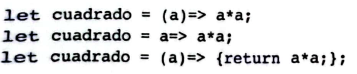 let cuadrado = (a)=> a*a;
let cuadrado = a=> a*a;
let cuadrado = (a)=> {return a*a;};